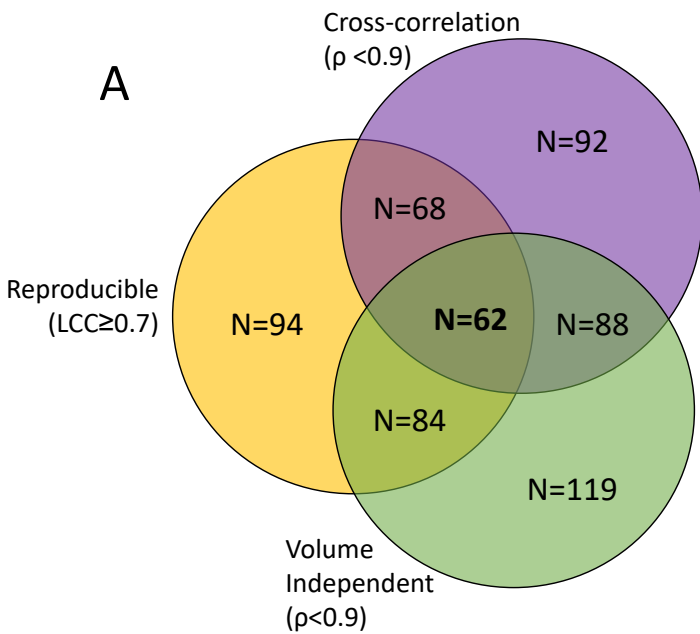 A
Cross-correlation
(ρ <0.9)
N=92
N=68
Reproducible
(LCC≥0.7)
N=94
N=62
N=88
N=84
N=119
Volume
Independent
(ρ<0.9)